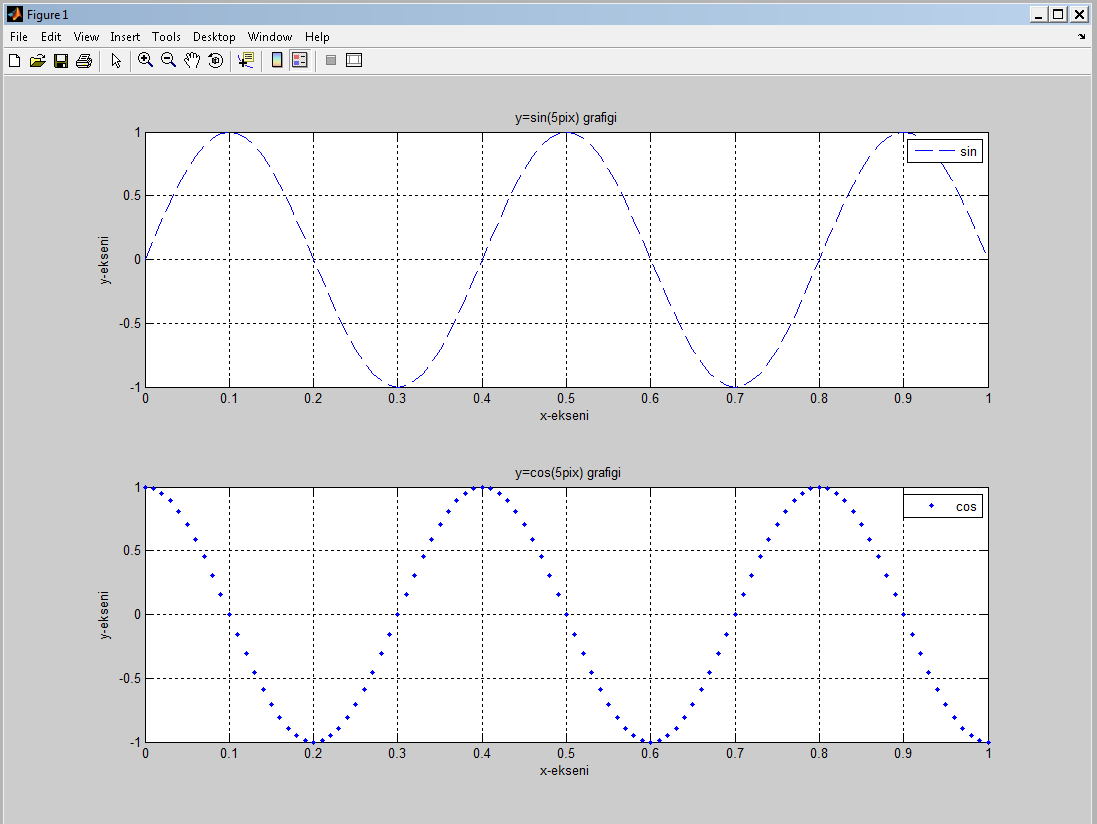 Figure 1
File Edit View Insert Tools Desktop Window Help
y=sin(5pix) grafigi
sin
1
0.5
0
-0.5
-1
y-ekseni
0 0.1 0.2 0.3 0.4 0.5 0.6 0.7 0.8 0.9 1
x-ekseni
y=cos(5pix) grafigi
cos
1
0.5
0
-0.5
-1
y-ekseni
0 0.1 0.2 0.3 0.4 0.5 0.6 0.7 0.8 0.9 1
x-ekseni